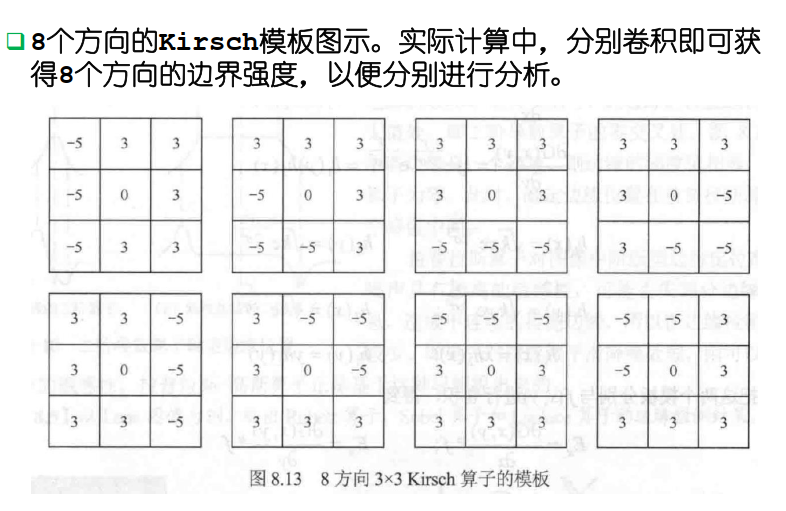 8个方向的Kirsch模板图示。实际计算中，分别卷积即可获
得8个方向的边界强度，以便分别进行分析。
-5 3 3 3 3 3 3 3 3 3 3 3
-5 0 3 -5 0 3 3 0 3 3 0 -5
-5 3 3 -5 -5 3 -5 -5 -5 3 -5 -5
3 3 -5 3 -5 -5 -5 -5 -5 -5 -5 3
3 0 -5 3 0 -5 3 0 3 -5 0 3
3 3 -5 3 3 3 3 3 3 3 3 3
图 8.13 8 方向 3×3 Kirsch 算子的模板